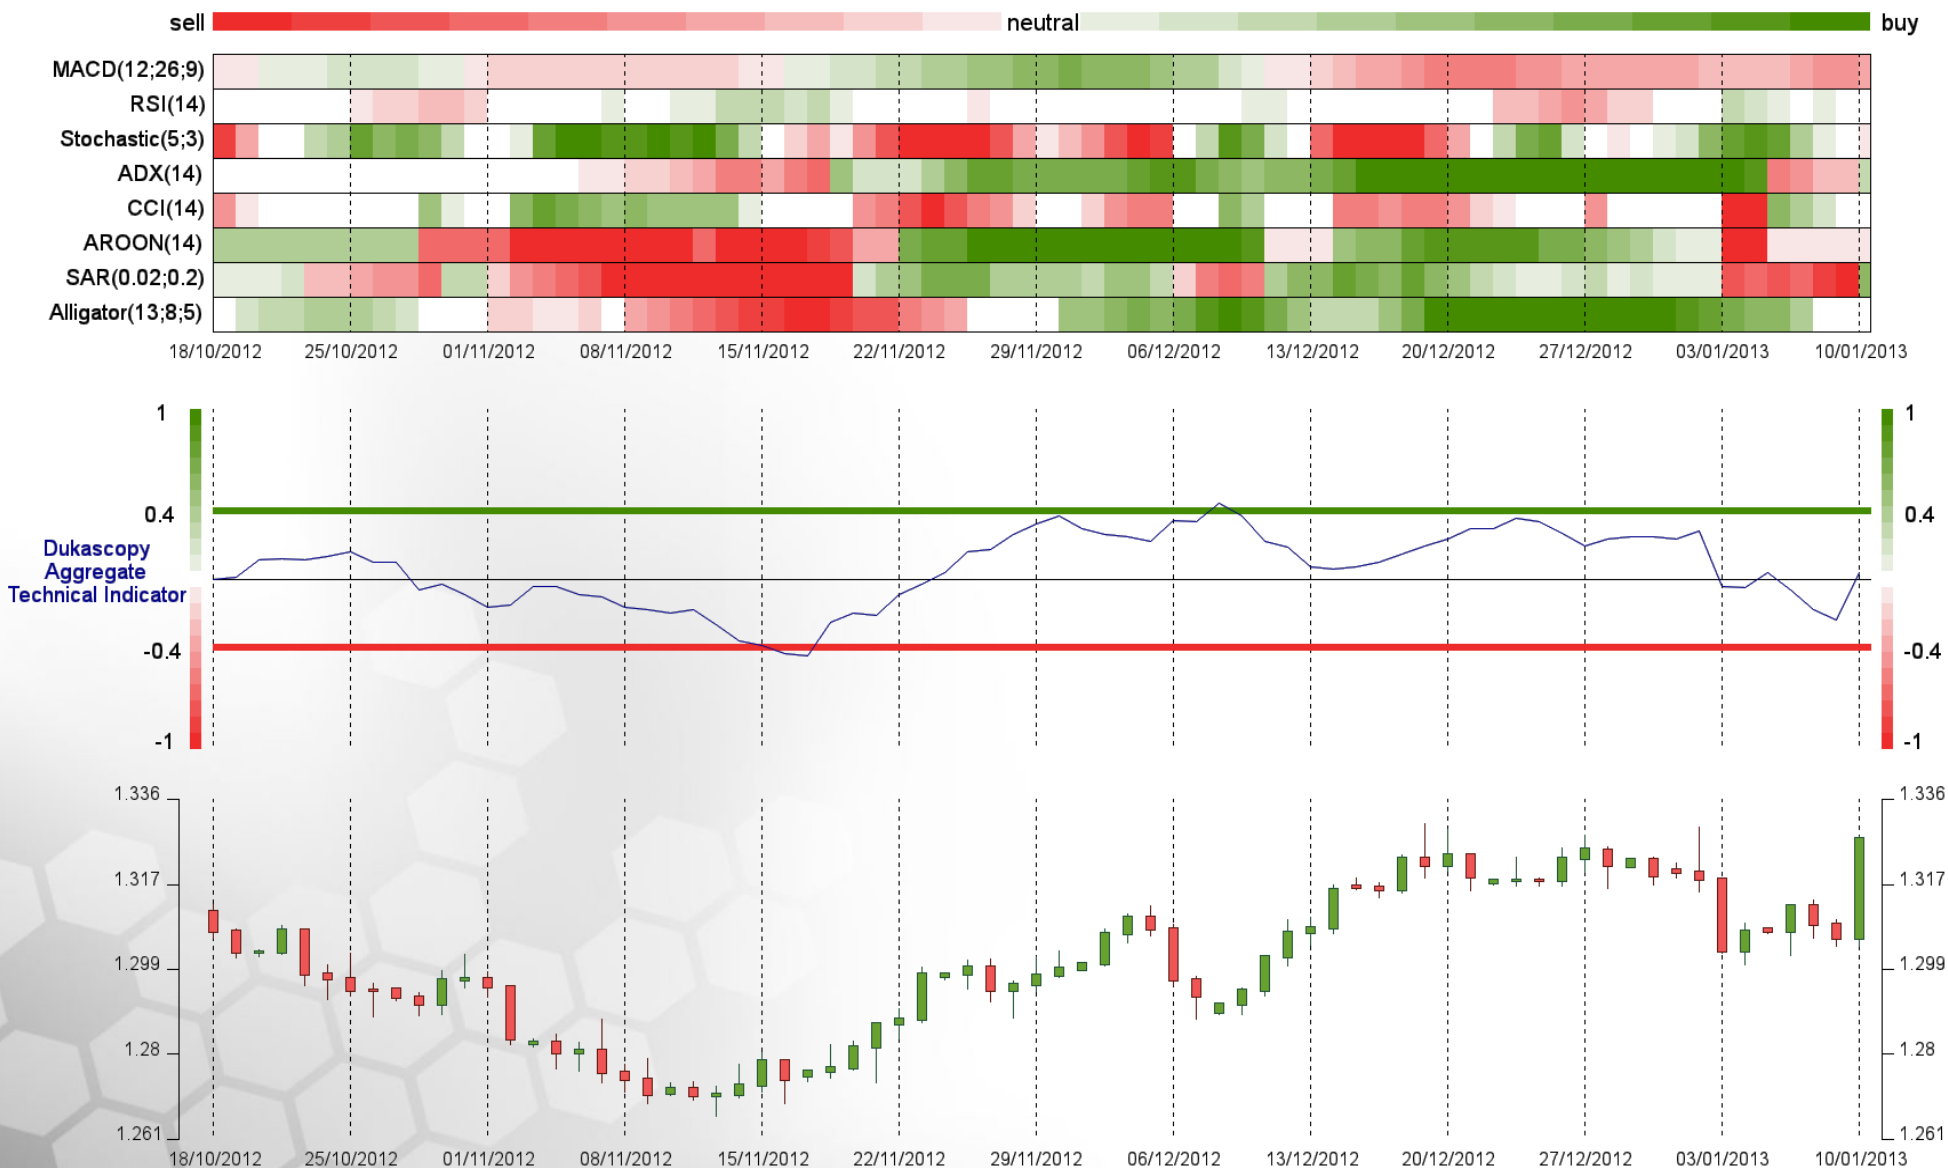 sell neutral buy
MACD(12;26;9)
RSI(14)
Stochastic(5;3)
ADX(14)
CCI(14)
AROON(14)
SAR(0.02;0.2)
Alligator(13;8;5)
18/10/2012 25/10/2012 01/11/2012 08/11/2012 15/11/2012 22/11/2012 29/11/2012 06/12/2012 13/12/2012 20/12/2012 27/12/2012 03/01/2013 10/01/2013
1 1
0.4 0.4
Dukascopy
Aggregate
Technical Indicator
-0.4 -0.4
-1 -1
1.336 1.336
1.317 1.317
1.299 1.299
1.28 1.28
1.261 1.261
18/10/2012 25/10/2012 01/11/2012 08/11/2012 15/11/2012 22/11/2012 29/11/2012 06/12/2012 13/12/2012 20/12/2012 27/12/2012 03/01/2013 10/01/2013